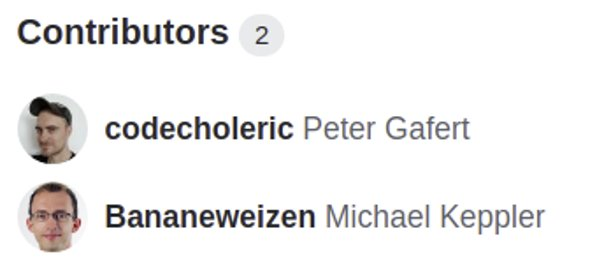 Contributors 2
codecholeric Peter Gafert
Bananeweizen Michael Keppler